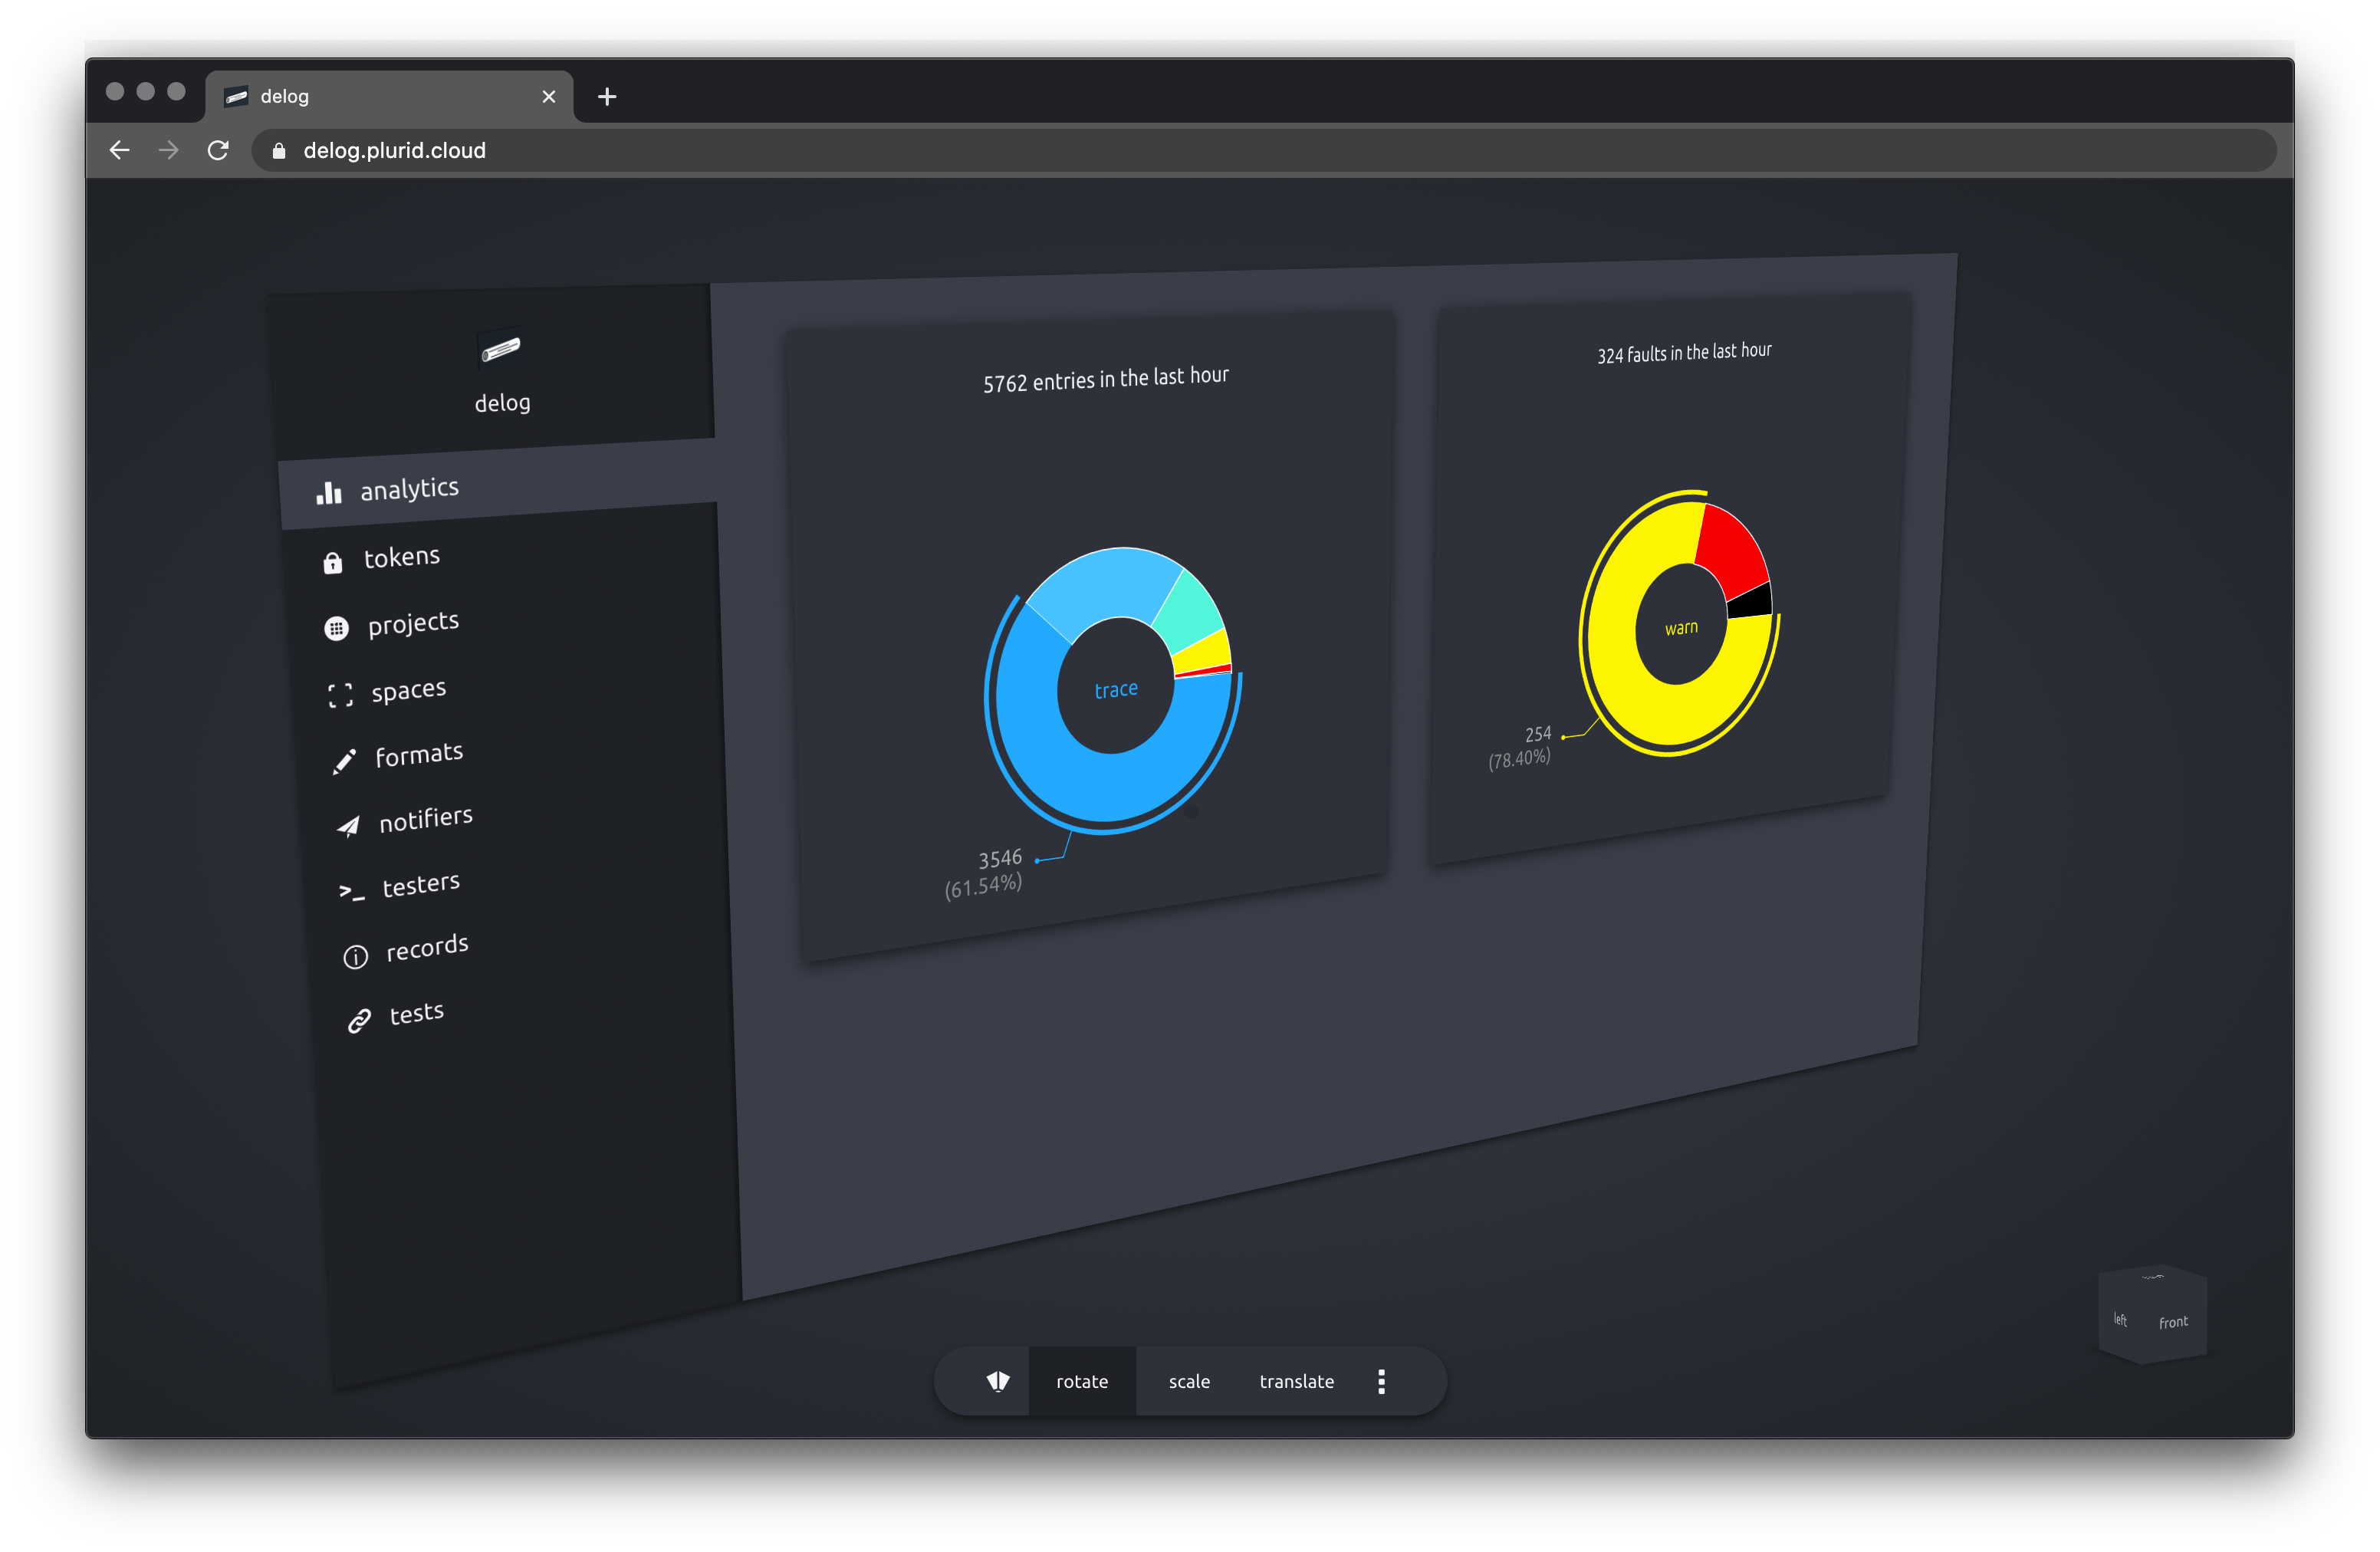 delog
delog.plurid.cloud
delog
analytics
tokens
projects
spaces
formats
notifiers
testers
records
tests
5762 entries in the last hour
trace
3546
(61.54%)
324 faults in the last hour
warn
254
(78.40%)
rotate
scale
translate
left
front